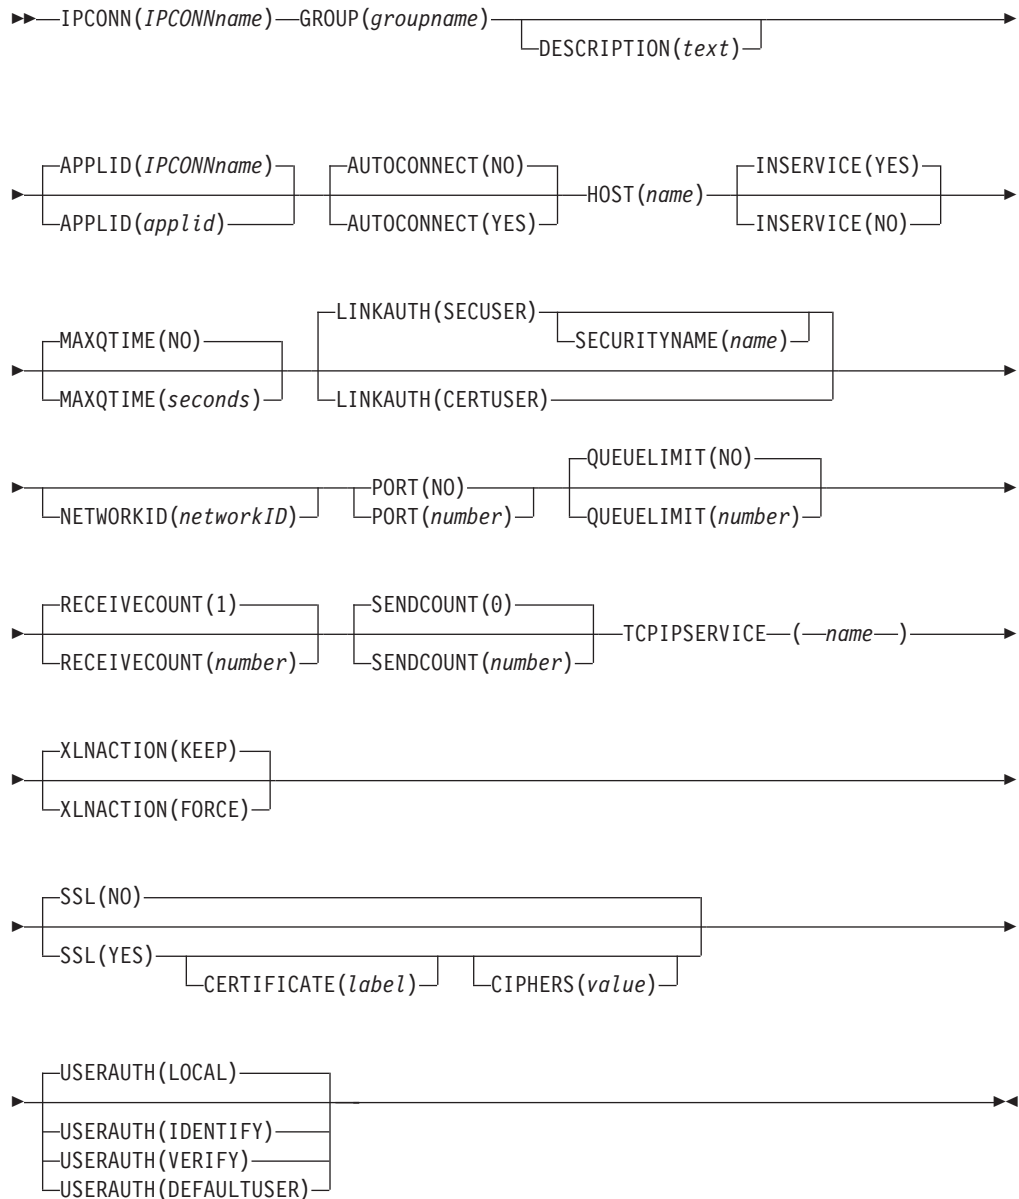 IPCONN(IPCONNname) GROUP(groupname)
DESCRIPTION(text)
APPLID(IPCONNname) AUTOCONNECT(NO) INSERVICE(YES)
HOST(name)
APPLID(applid) AUTOCONNECT(YES) INSERVICE(NO)
LINKAUTH(SECUSER)
MAXQTIME(NO) SECURITYNAME(name)
MAXQTIME(seconds) LINKAUTH(CERTUSER)
QUEUELIMIT(NO)
PORT(NO)
NETWORKID(networkID) PORT(number) QUEUELIMIT(number)
RECEIVECOUNT(1) SENDCOUNT(0)
TCPIPSERVICE ( name )
RECEIVECOUNT(number) SENDCOUNT(number)
XLNACTION(KEEP)
XLNACTION(FORCE)
SSL(NO)
SSL(YES)
CERTIFICATE(label) CIPHERS(value)
USERAUTH(LOCAL)
USERAUTH(IDENTIFY)
USERAUTH(VERIFY)
USERAUTH(DEFAULTUSER)